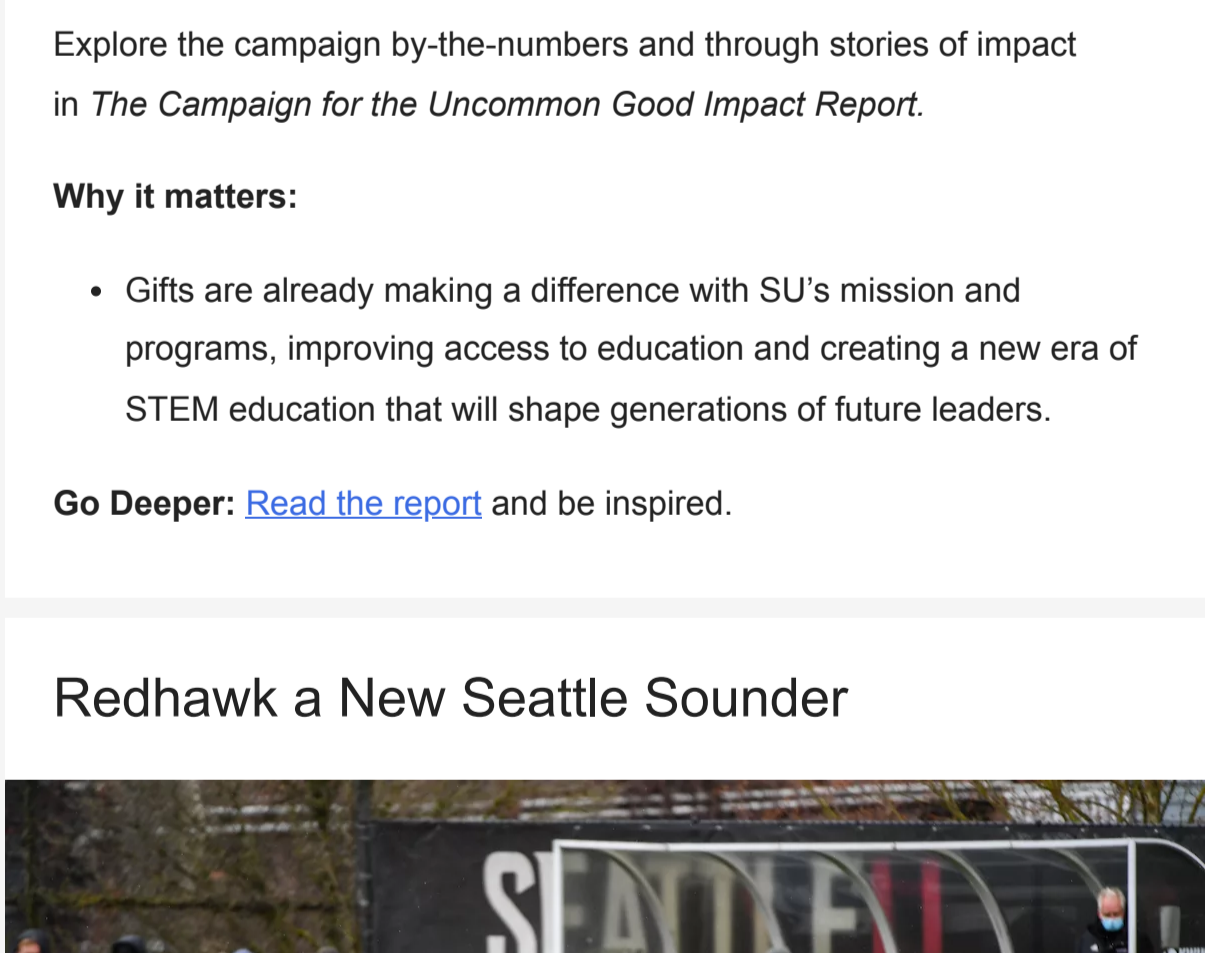 Explore the campaign by-the-numbers and through stories of impact
in The Campaign for the Uncommon Good Impact Report.
Why it matters:
• Gifts are already making a difference with SU’s mission and
programs, improving access to education and creating a new era of
STEM education that will shape generations of future leaders.
Go Deeper: Read the report and be inspired.
Redhawk a New Seattle Sounder
SEATTLE U